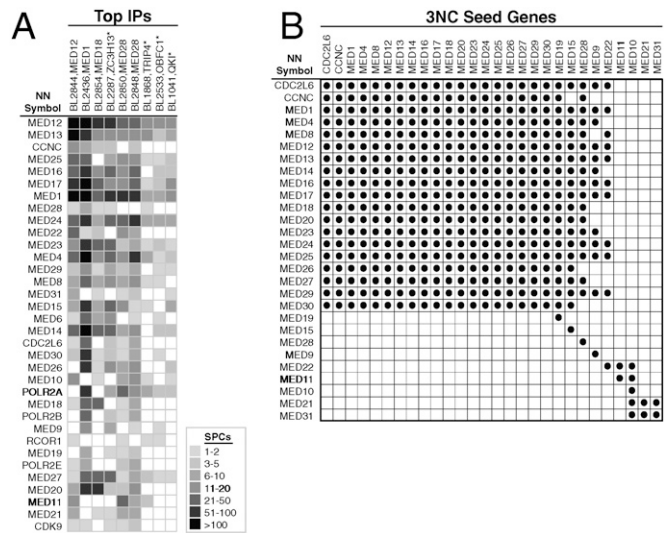 A
Top IPs
BL2844,MED12
BL2436,MED1
BL2854,MED18
BL2287,ZC3H13*
BL2850,MED28
BL2848,MED28
BL1868,TRIP4*
BL2533,OBFC1*
BL1041,QKI*
NN
Symbol
MED12
MED13
CCNC
MED25
MED16
MED17
MED1
MED28
MED24
MED22
MED23
MED4
MED29
MED8
MED31
MED15
MED6
MED14
CDC2L6
MED30
MED26
MED10
POLR2A
MED18
POLR2B
MED9
RCOR1
MED19
POLR2E
MED27
MED20
MED11
MED21
CDK9
SPCs
1-2
3-5
6-10
11-20
21-50
51-100
>100
B
3NC Seed Genes
NN
Symbol
CDC2L6
CCNC
MED1
MED4
MED8
MED12
MED13
MED14
MED16
MED17
MED18
MED20
MED23
MED24
MED25
MED26
MED27
MED29
MED30
MED19
MED15
MED28
MED9
MED22
MED11
MED10
MED21
MED31
CDC2L6
CCNC
MED1
MED4
MED8
MED12
MED13
MED14
MED16
MED17
MED18
MED20
MED23
MED24
MED25
MED26
MED27
MED29
MED30
MED19
MED15
MED28
MED9
MED22
MED11
MED10
MED21
MED31